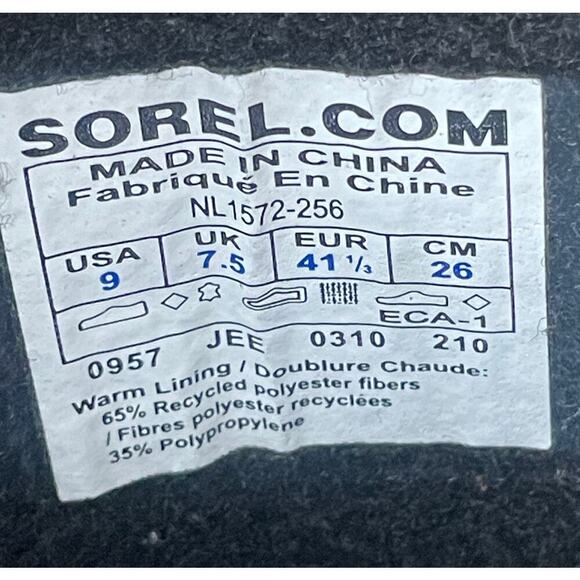 SOREL.COM
MADE IN CHINA
Fabriqué En Chine
NL1572-256
USA UK EUR CM
9 7.5 41 1/3 26
ECA-1
0957 JEE 0310 210
Warm Lining / Doublure Chaude:
65% Recycled polyester fibers
/ Fibres polyester recyclées
35% Polypropylene